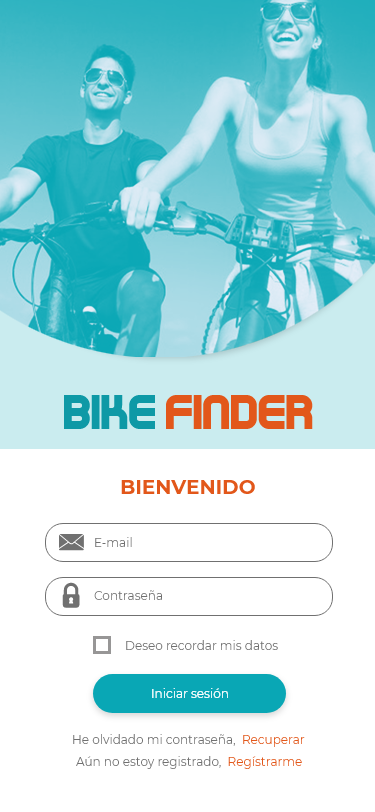 BIKE FINDER
BIENVENIDO
E-mail
Contraseña
Deseo recordar mis datos
Iniciar sesión
He olvidado mi contraseña, Recuperar
Aún no estoy registrado, Regístrarme